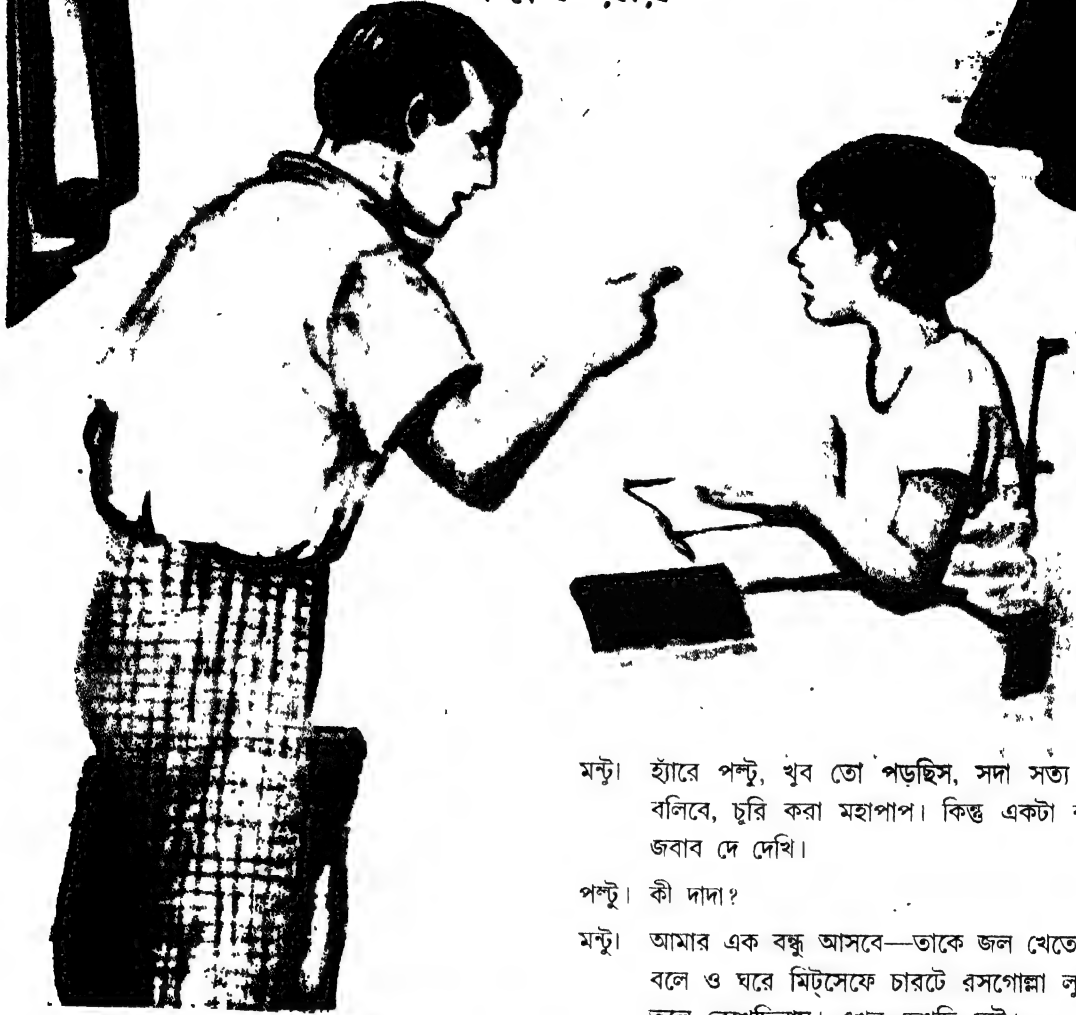 মন্টু। হ্যাঁরে পল্টু, খুব তো পড়ছিস, সদা সত্য
বলিবে, চুরি করা মহাপাপ। কিন্তু একটা
জবাব দে দেখি।
পল্টু। কী দাদা?
মন্টু। আমার এক বন্ধু আসবে—তাকে জল খেতে
বলে ও ঘরে মিট্‌সেফে চারটে রসগোল্লা